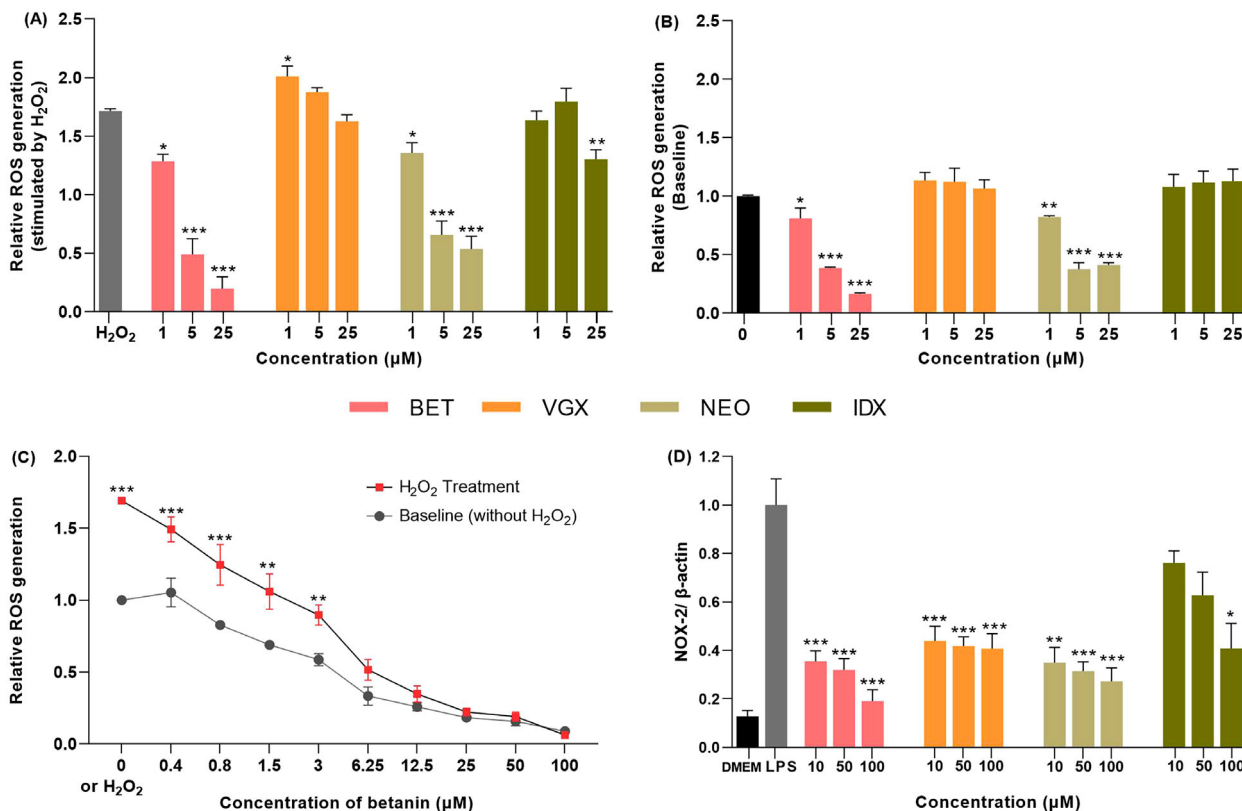 (A)
Relative ROS generation
(stimulated by H₂O₂)
2.5
2.0
1.5
1.0
0.5
0.0
* *** *** * * *** *** **
H₂O₂ 1 5 25 1 5 25 1 5 25 1 5 25
Concentration (µM)
(B)
Relative ROS generation
(Baseline)
2.5
2.0
1.5
1.0
0.5
0.0
* *** *** ** *** ***
0 1 5 25 1 5 25 1 5 25 1 5 25
Concentration (µM)
BET VGX NEO IDX
(C)
Relative ROS generation
2.0
1.5
1.0
0.5
0.0
*** *** *** ** **
H₂O₂ Treatment
Baseline (without H₂O₂)
0 0.4 0.8 1.5 3 6.25 12.5 25 50 100
or H₂O₂
Concentration of betanin (µM)
(D)
NOX-2/ β-actin
1.2
1.0
0.8
0.6
0.4
0.2
0.0
*** *** *** *** *** *** ** *** *** *
DMEM LPS 10 50 100 10 50 100 10 50 100 10 50 100
Concentration (µM)